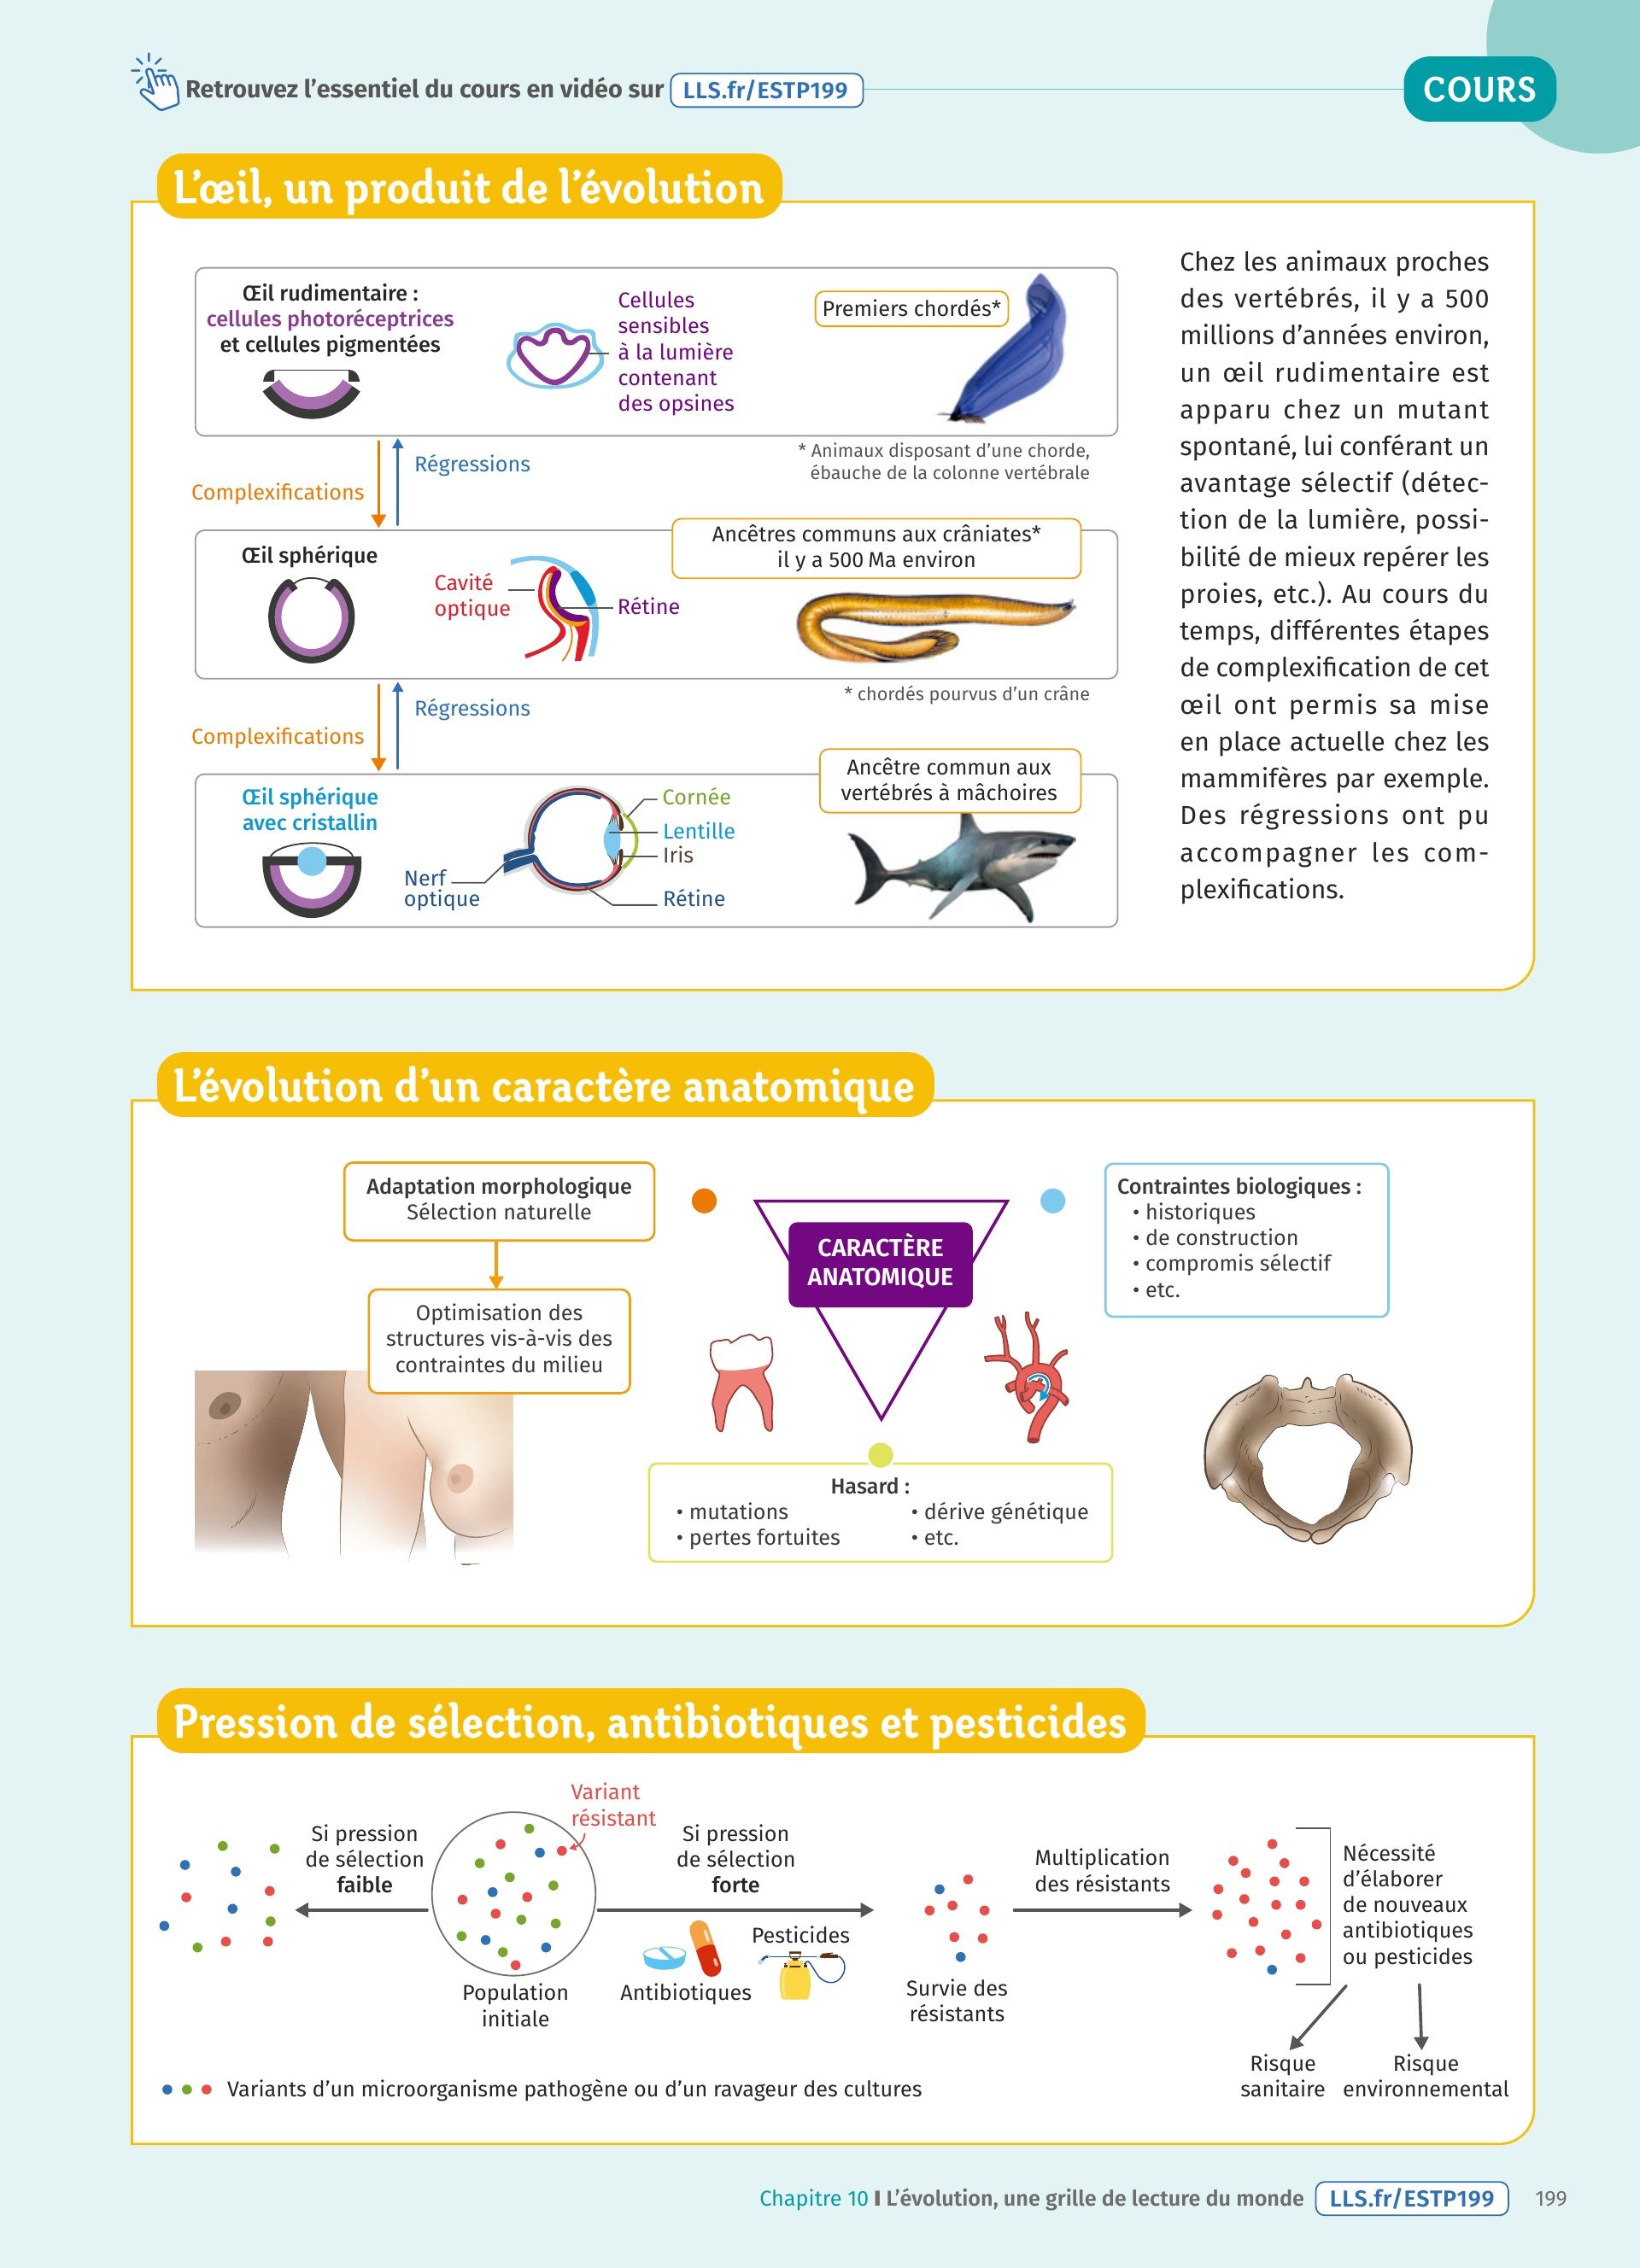 Retrouvez l’essentiel du cours en vidéo sur LLS.fr/ESTP199
COURS
L’œil, un produit de l’évolution
Œil rudimentaire :
cellules photoréceptrices
et cellules pigmentées
Cellules
sensibles
à la lumière
contenant
des opsines
Premiers chordés*
* Animaux disposant d’une chorde,
ébauche de la colonne vertébrale
Complexifications
Régressions
Œil sphérique
Cavité
optique
Rétine
Ancêtres communs aux crâniates*
il y a 500 Ma environ
* chordés pourvus d’un crâne
Complexifications
Régressions
Œil sphérique
avec cristallin
Nerf
optique
Cornée
Lentille
Iris
Rétine
Ancêtre commun aux
vertébrés à mâchoires
Chez les animaux proches
des vertébrés, il y a 500
millions d’années environ,
un œil rudimentaire est
apparu chez un mutant
spontané, lui conférant un
avantage sélectif (détec-
tion de la lumière, possi-
bilité de mieux repérer les
proies, etc.). Au cours du
temps, différentes étapes
de complexification de cet
œil ont permis sa mise
en place actuelle chez les
mammifères par exemple.
Des régressions ont pu
accompagner les com-
plexifications.
L’évolution d’un caractère anatomique
Adaptation morphologique
Sélection naturelle
Optimisation des
structures vis-à-vis des
contraintes du milieu
CARACTÈRE
ANATOMIQUE
Contraintes biologiques :
• historiques
• de construction
• compromis sélectif
• etc.
Hasard :
• mutations
• pertes fortuites
• dérive génétique
• etc.
Pression de sélection, antibiotiques et pesticides
Si pression
de sélection
faible
Variant
résistant
Population
initiale
Si pression
de sélection
forte
Antibiotiques
Pesticides
Survie des
résistants
Multiplication
des résistants
Nécessité
d’élaborer
de nouveaux
antibiotiques
ou pesticides
Risque
sanitaire
Risque
environnemental
Variants d’un microorganisme pathogène ou d’un ravageur des cultures
Chapitre 10 I L’évolution, une grille de lecture du monde LLS.fr/ESTP199 199